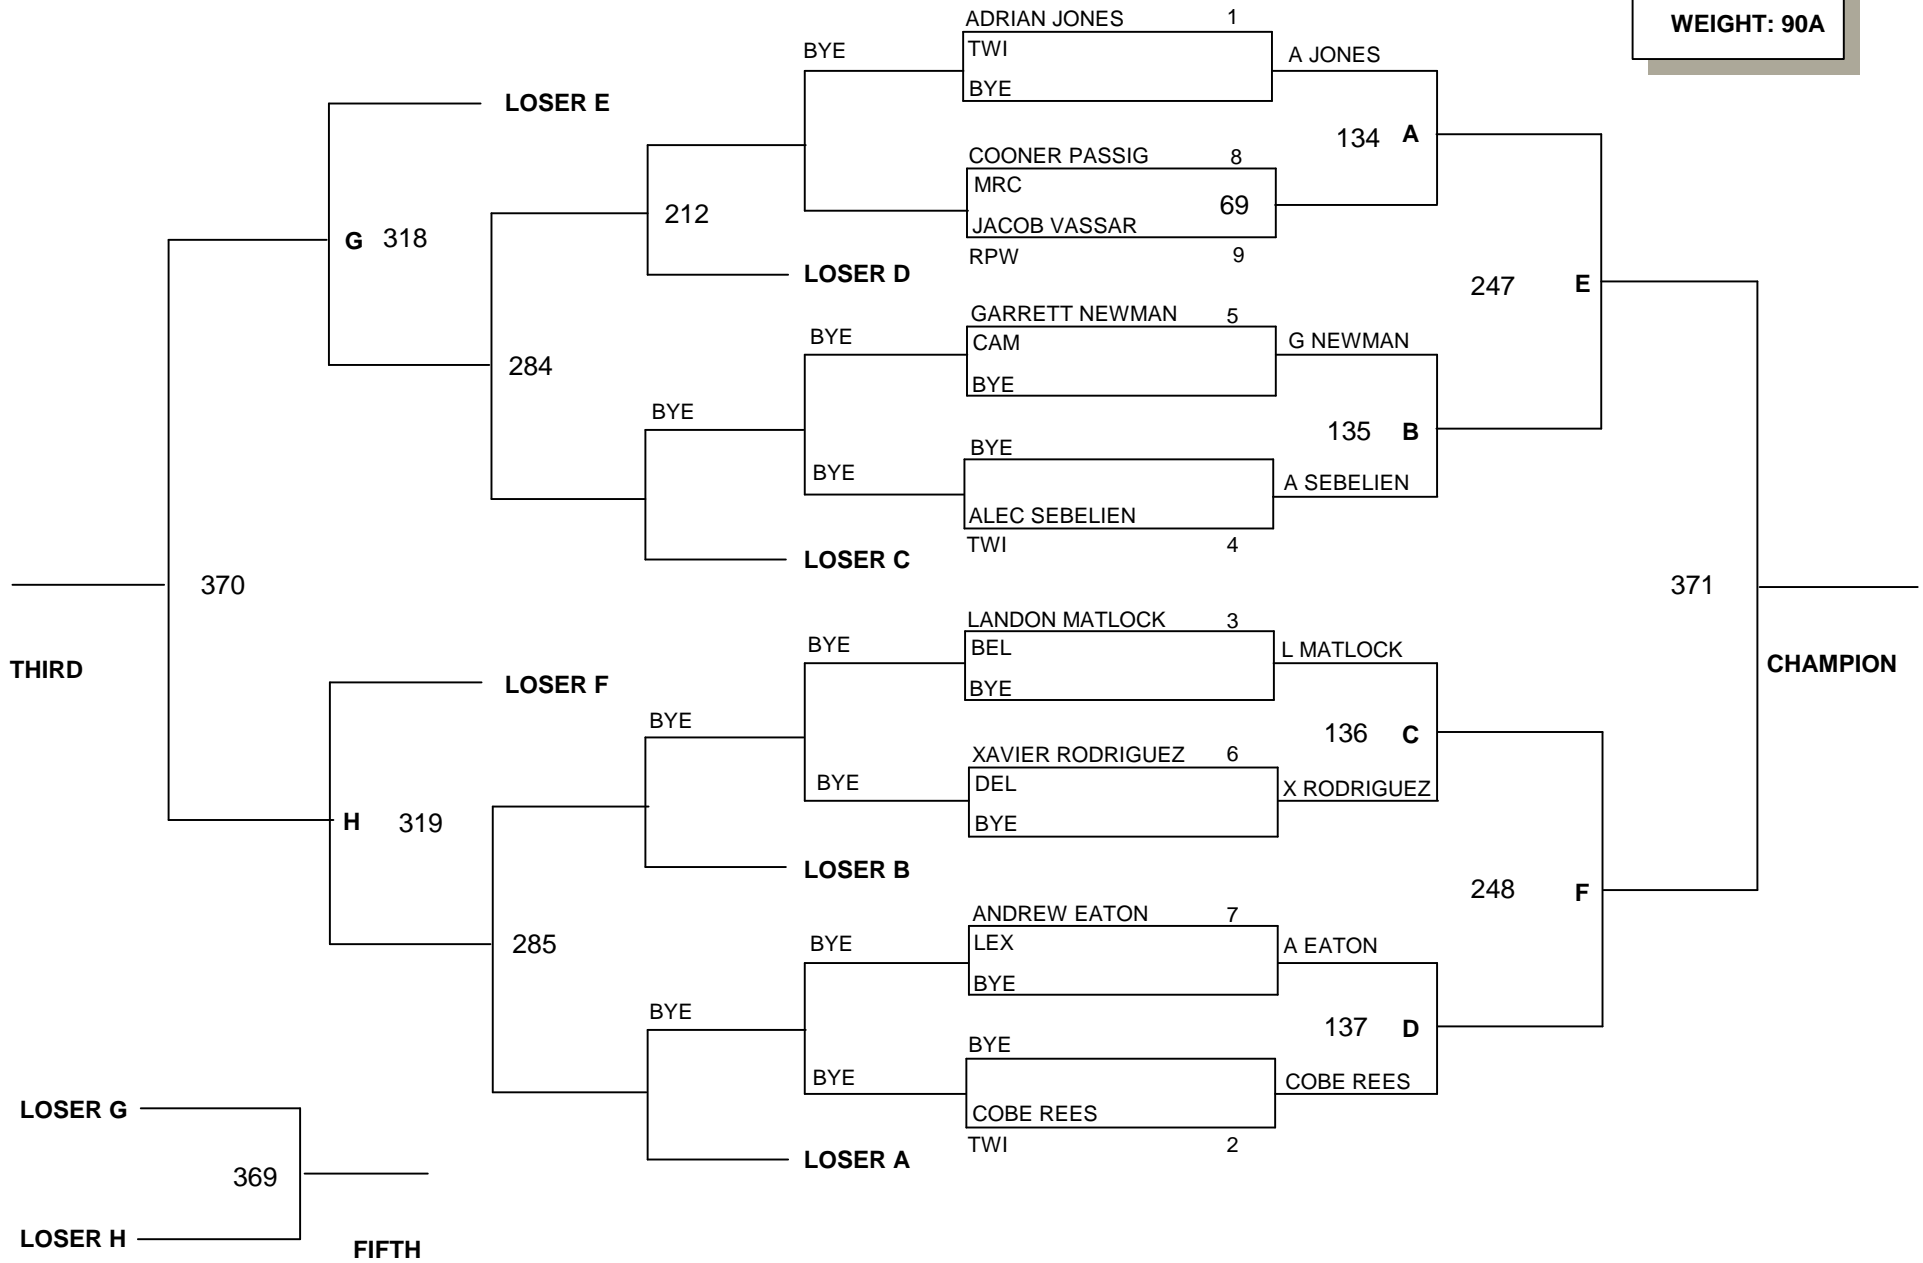 WEIGHT: 90A
ADRIAN JONES 1
TWI
BYE
BYE
A JONES
LOSER E
134 A
COONER PASSIG 8
MRC
69
JACOB VASSAR
RPW 9
212
G 318
LOSER D
247 E
GARRETT NEWMAN 5
CAM
BYE
BYE
G NEWMAN
284
BYE
135 B
BYE
BYE
A SEBELIEN
ALEC SEBELIEN
TWI 4
LOSER C
370
371
THIRD
CHAMPION
LANDON MATLOCK 3
BEL
BYE
BYE
L MATLOCK
LOSER F
BYE
136 C
XAVIER RODRIGUEZ 6
DEL
BYE
BYE
X RODRIGUEZ
H 319
LOSER B
248 F
ANDREW EATON 7
LEX
BYE
BYE
A EATON
285
BYE
137 D
BYE
BYE
COBE REES
COBE REES
TWI 2
LOSER A
LOSER G
369
LOSER H
FIFTH